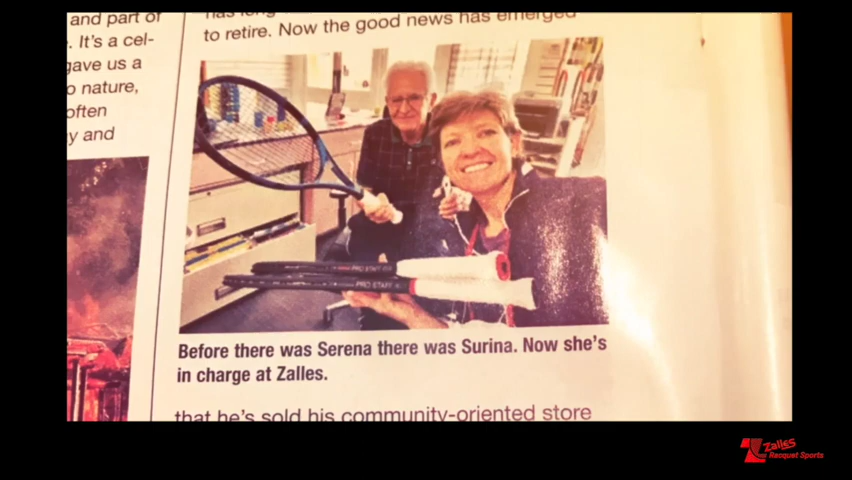 and part of
. It's a cel-
gave us a
o nature,
often
y and
has long
to retire. Now the good news has emerged
PRO STAFF
PRO STAFF
Before there was Serena there was Surina. Now she's
in charge at Zalles.
that he's sold his community-oriented store
Zalles
Racquet Sports